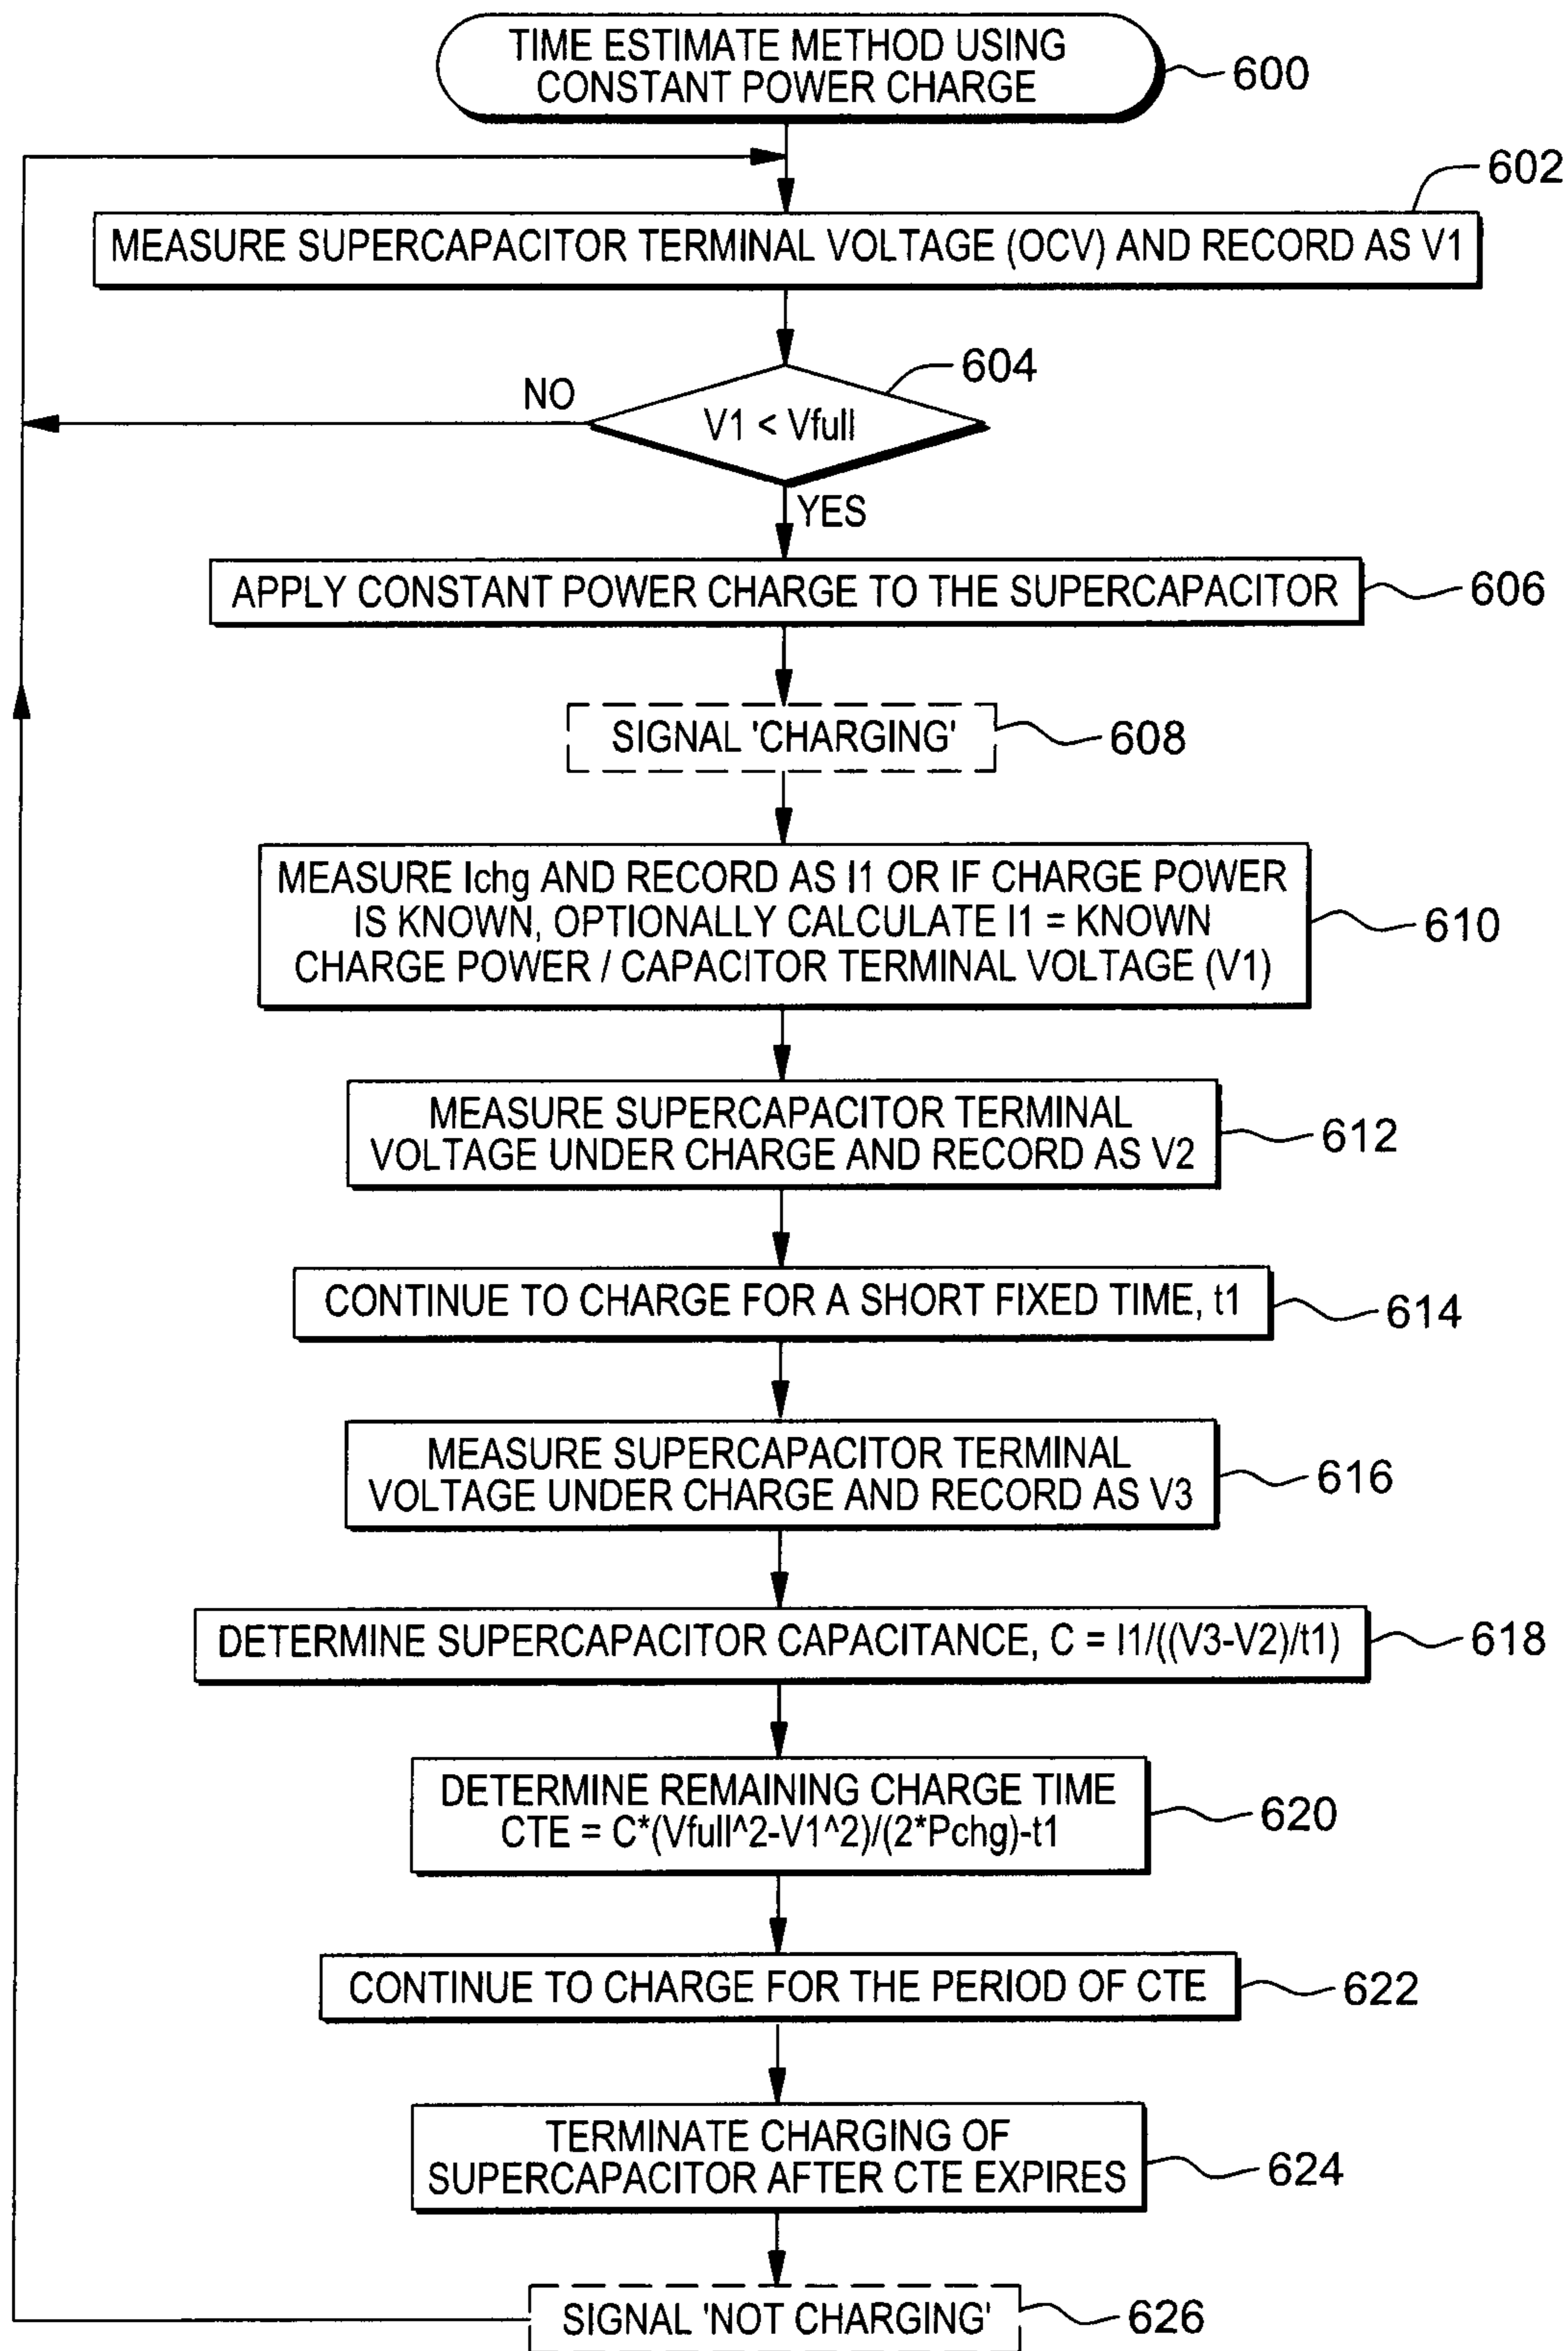 TIME ESTIMATE METHOD USING
CONSTANT POWER CHARGE
600
602
MEASURE SUPERCAPACITOR TERMINAL VOLTAGE (OCV) AND RECORD AS V1
604
NO
V1 < Vfull
YES
APPLY CONSTANT POWER CHARGE TO THE SUPERCAPACITOR
606
SIGNAL 'CHARGING'
608
MEASURE Ichg AND RECORD AS I1 OR IF CHARGE POWER
IS KNOWN, OPTIONALLY CALCULATE I1 = KNOWN
CHARGE POWER / CAPACITOR TERMINAL VOLTAGE (V1)
610
MEASURE SUPERCAPACITOR TERMINAL
VOLTAGE UNDER CHARGE AND RECORD AS V2
612
CONTINUE TO CHARGE FOR A SHORT FIXED TIME, t1
614
MEASURE SUPERCAPACITOR TERMINAL
VOLTAGE UNDER CHARGE AND RECORD AS V3
616
DETERMINE SUPERCAPACITOR CAPACITANCE, C = I1/((V3-V2)/t1)
618
DETERMINE REMAINING CHARGE TIME
CTE = C*(Vfull^2-V1^2)/(2*Pchg)-t1
620
CONTINUE TO CHARGE FOR THE PERIOD OF CTE
622
TERMINATE CHARGING OF
SUPERCAPACITOR AFTER CTE EXPIRES
624
SIGNAL 'NOT CHARGING'
626